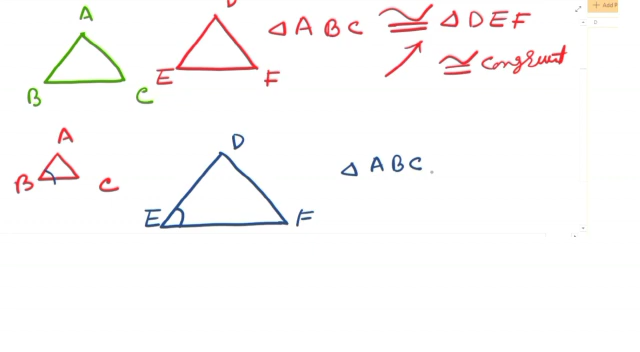 A
D
△ A B C ≅ △ D E F
E F
B C
≅ congruent
A
D
△ A B C
B C
E F